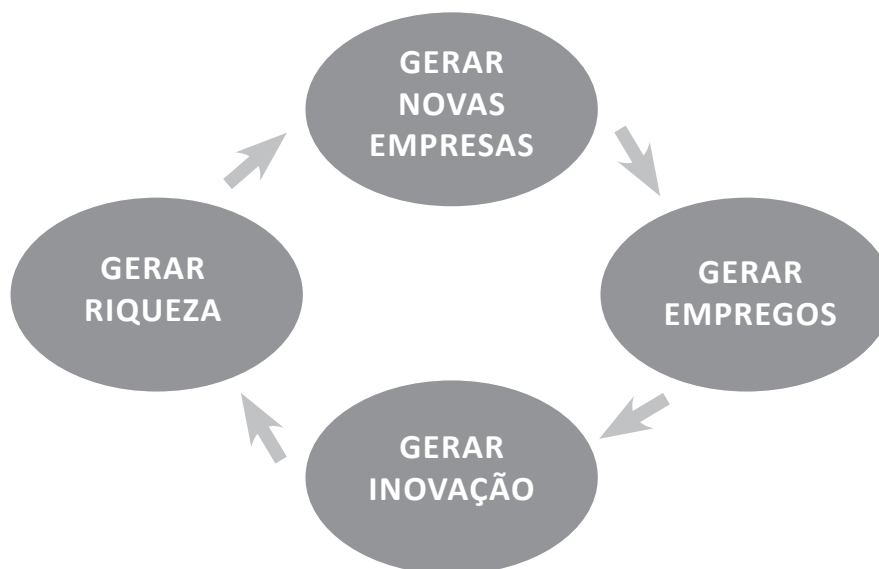 GERAR
NOVAS
EMPRESAS
GERAR
EMPREGOS
GERAR
INOVAÇÃO
GERAR
RIQUEZA